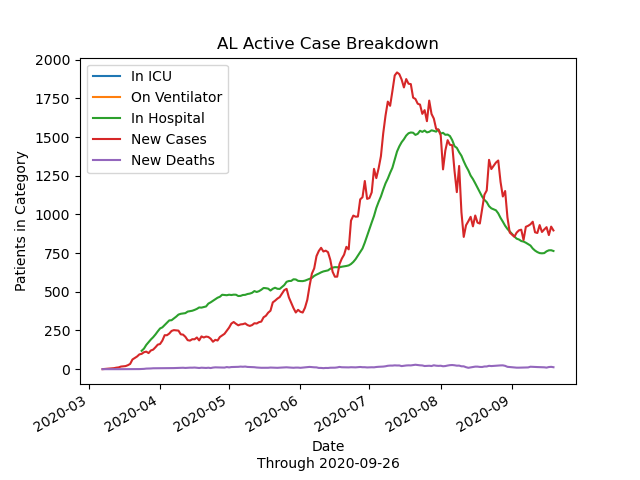 AL Active Case Breakdown
2000
1750
1500
1250
1000
750
500
250
0
Patients in Category
In ICU
On Ventilator
In Hospital
New Cases
New Deaths
2020-03
2020-04
2020-05
2020-06
2020-07
2020-08
2020-09
Date
Through 2020-09-26